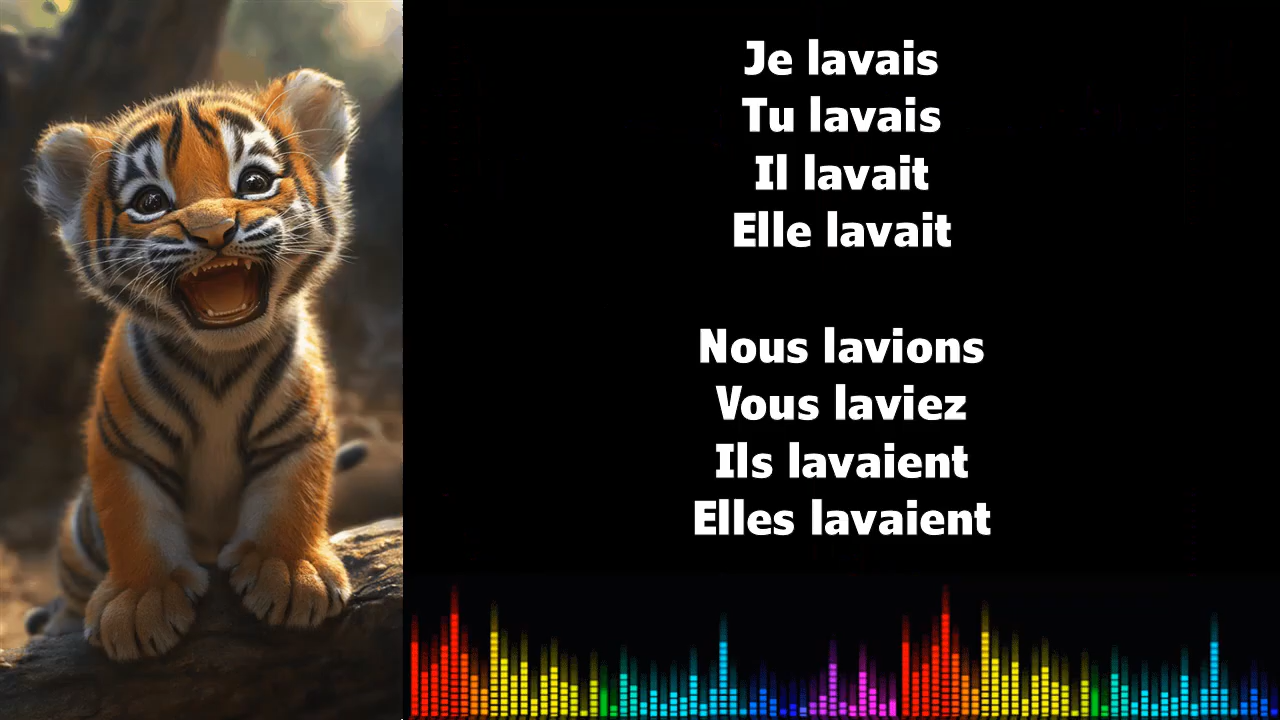 Je lavais
Tu lavais
Il lavait
Elle lavait
Nous lavions
Vous laviez
Ils lavaient
Elles lavaient